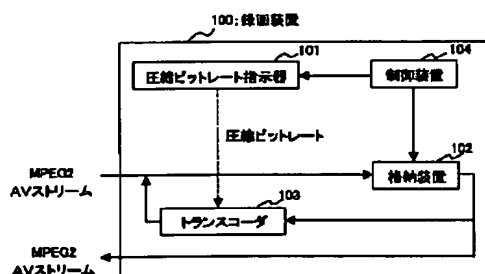 100:録画装置
101
104
圧縮ビットレート指示器
制御装置
圧縮ビットレート
102
MPEG2
AVストリーム
格納装置
103
トランスコーダ
MPEG2
AVストリーム